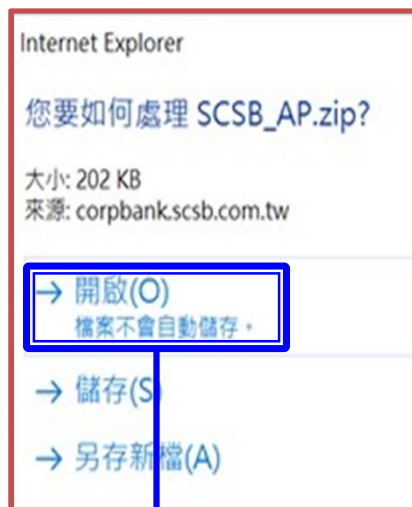 Internet Explorer
您要如何處理 SCSB_AP.zip?
大小: 202 KB
來源: corpbank.scsb.com.tw
→ 開啟(O)
檔案不會自動儲存。
→ 儲存(S)
→ 另存新檔(A)